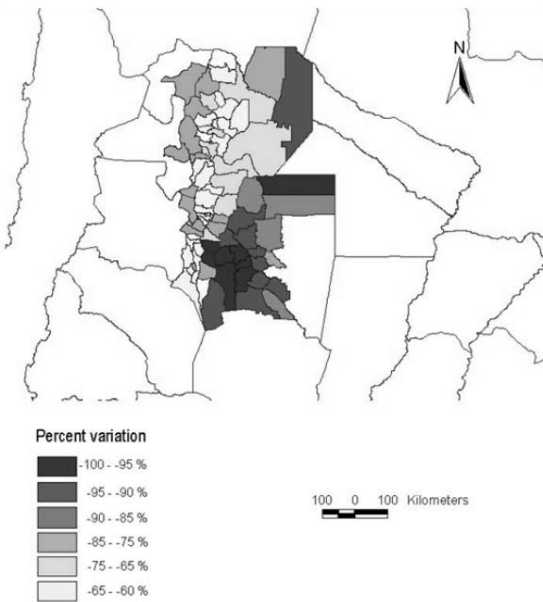 N
Percent variation
-100 - -95 %
-95 - -90 %
-90 - -85 %
-85 - -75 %
-75 - -65 %
-65 - -60 %
100 0 100 Kilometers